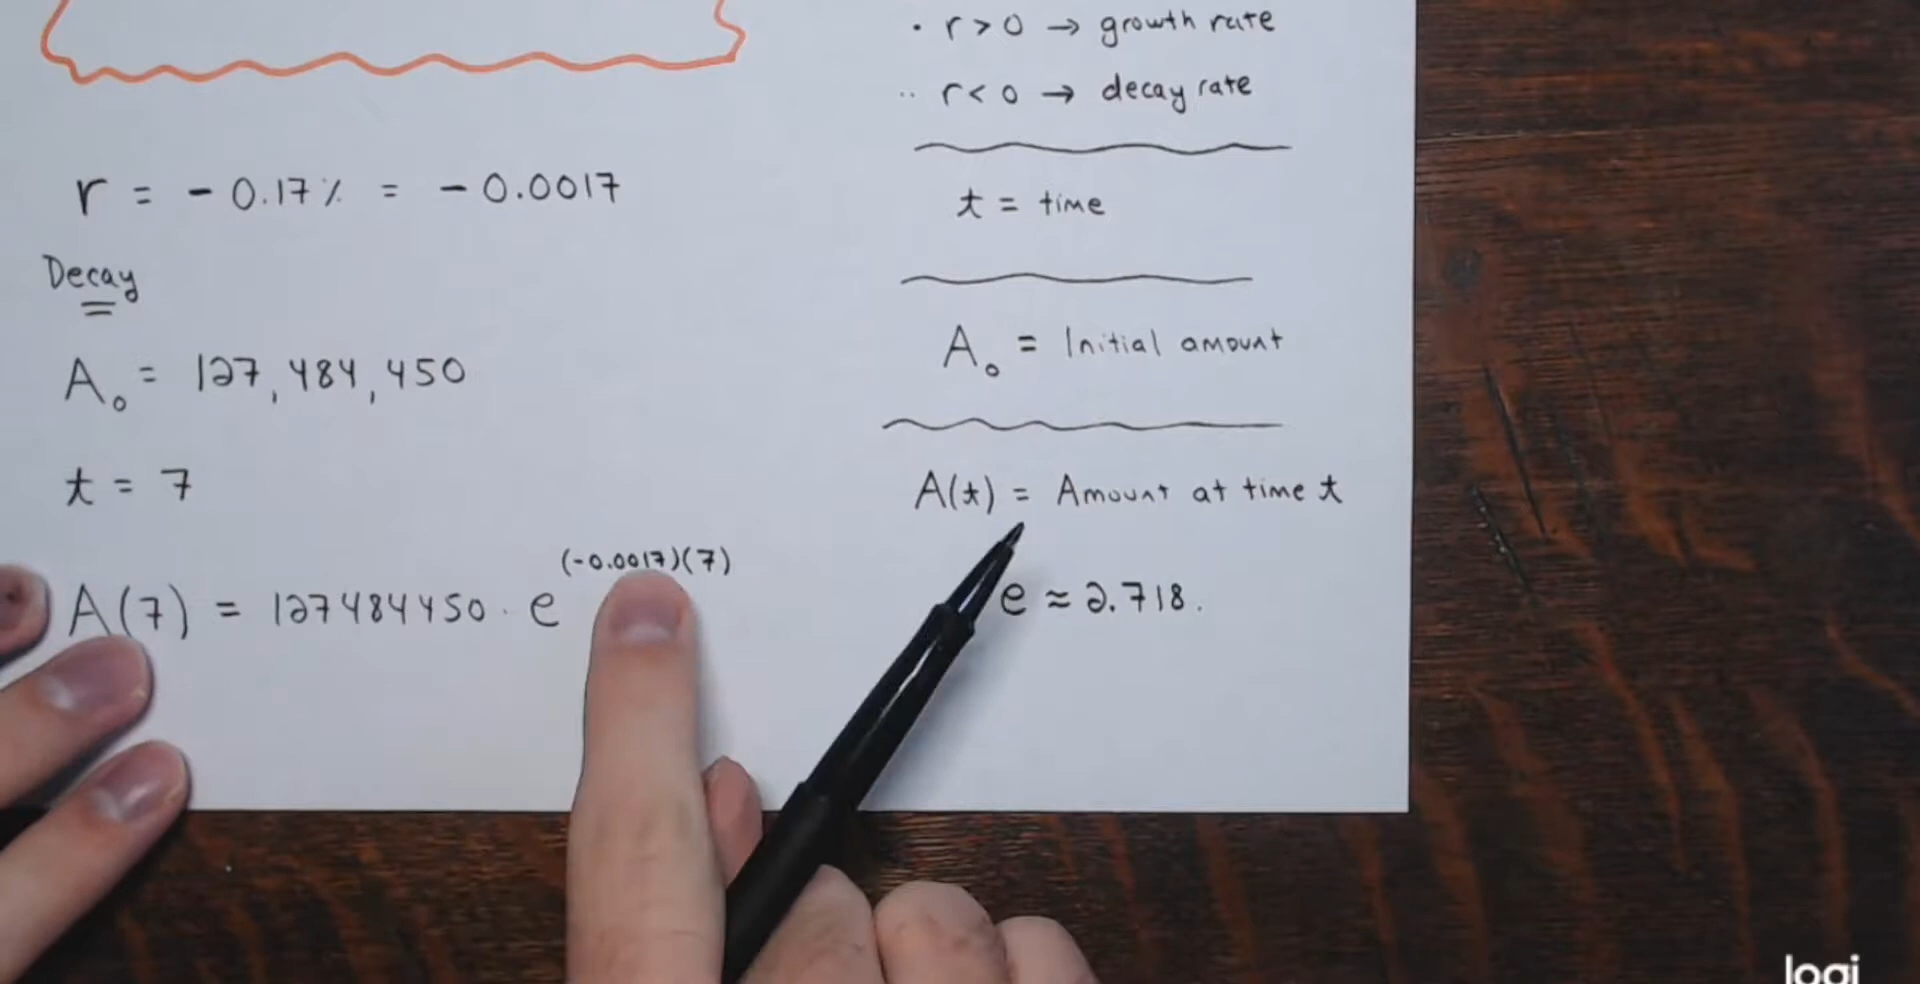 r = - 0.17% = - 0.0017
Decay
A₀ = 127,484,450
t = 7
A(7) = 127484450 · e^(-0.0017)(7)
· r > 0 → growth rate
·· r < 0 → decay rate
t = time
A₀ = Initial amount
A(t) = Amount at time t
e ≈ 2.718.
logi